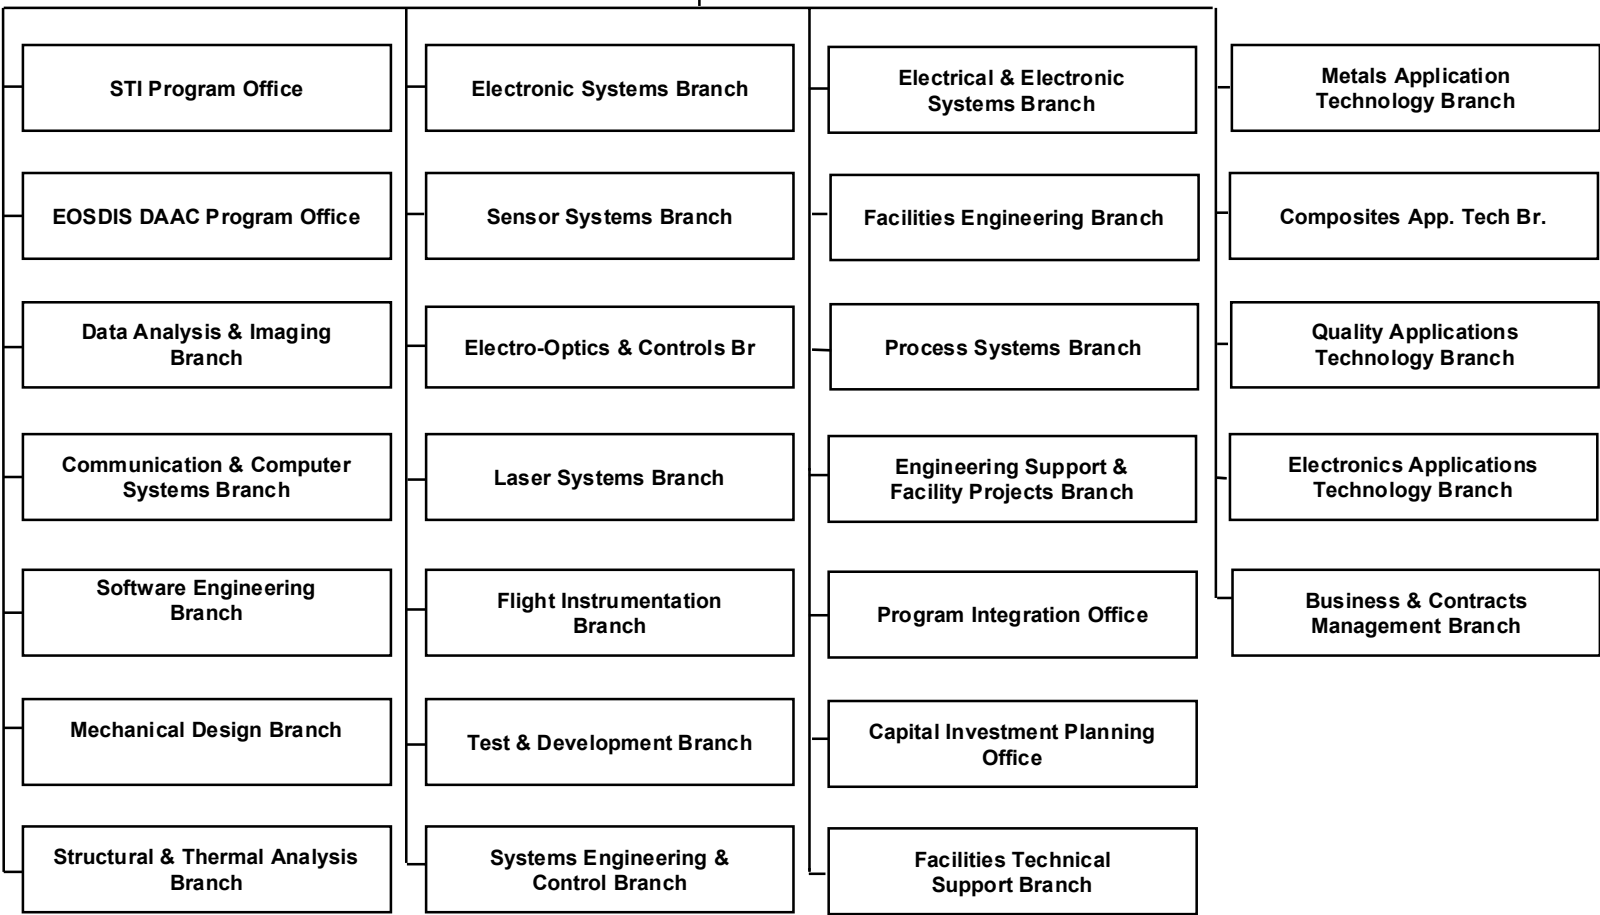 STI Program Office
EOSDIS DAAC Program Office
Data Analysis & Imaging
Branch
Communication & Computer
Systems Branch
Software Engineering
Branch
Mechanical Design Branch
Structural & Thermal Analysis
Branch
Electronic Systems Branch
Sensor Systems Branch
Electro-Optics & Controls Br
Laser Systems Branch
Flight Instrumentation
Branch
Test & Development Branch
Systems Engineering &
Control Branch
Electrical & Electronic
Systems Branch
Facilities Engineering Branch
Process Systems Branch
Engineering Support &
Facility Projects Branch
Program Integration Office
Capital Investment Planning
Office
Facilities Technical
Support Branch
Metals Application
Technology Branch
Composites App. Tech Br.
Quality Applications
Technology Branch
Electronics Applications
Technology Branch
Business & Contracts
Management Branch